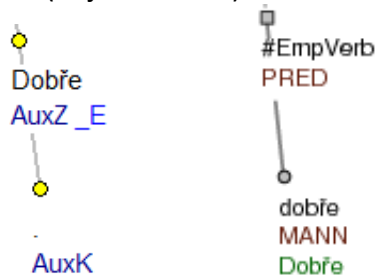 Dobře
AuxZ _E
.
AuxK
#EmpVerb
PRED
dobře
MANN
Dobře